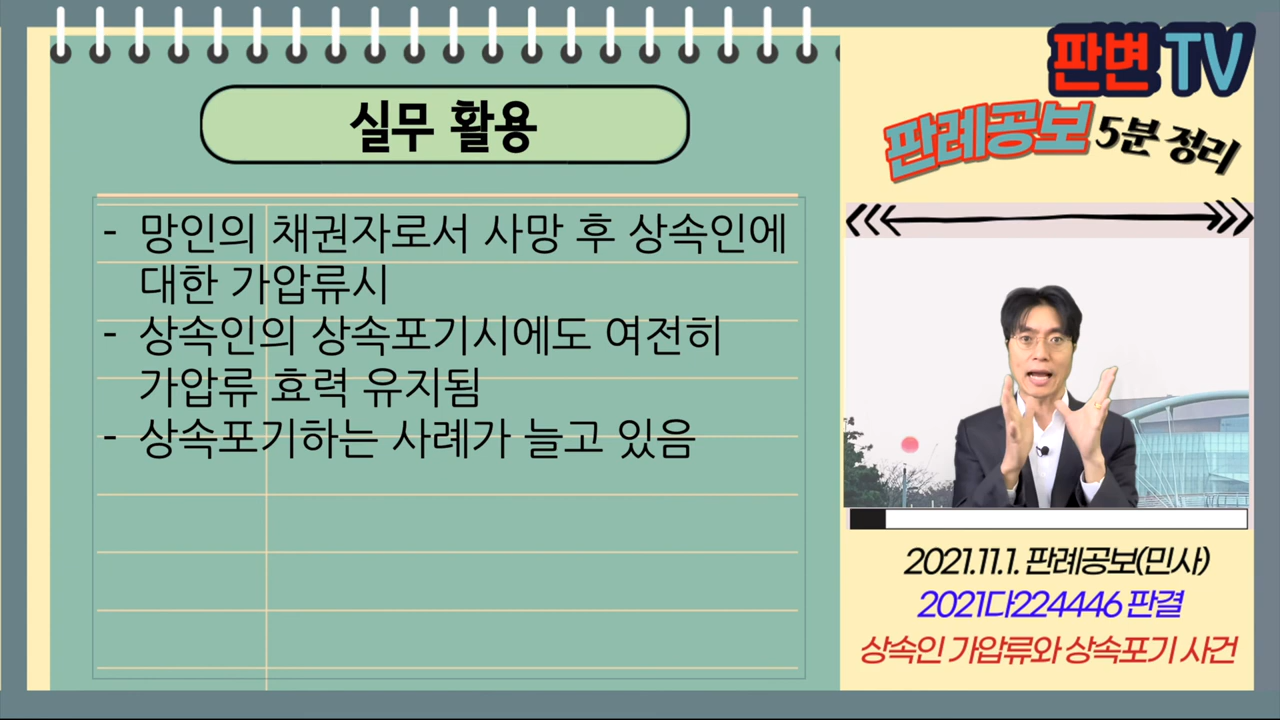 실무 활용
- 망인의 채권자로서 사망 후 상속인에
대한 가압류시
- 상속인의 상속포기시에도 여전히
가압류 효력 유지됨
- 상속포기하는 사례가 늘고 있음
판변 TV
판례공보 5분 정리
2021.11.1. 판례공보(민사)
2021다224446 판결
상속인 가압류와 상속포기 사건